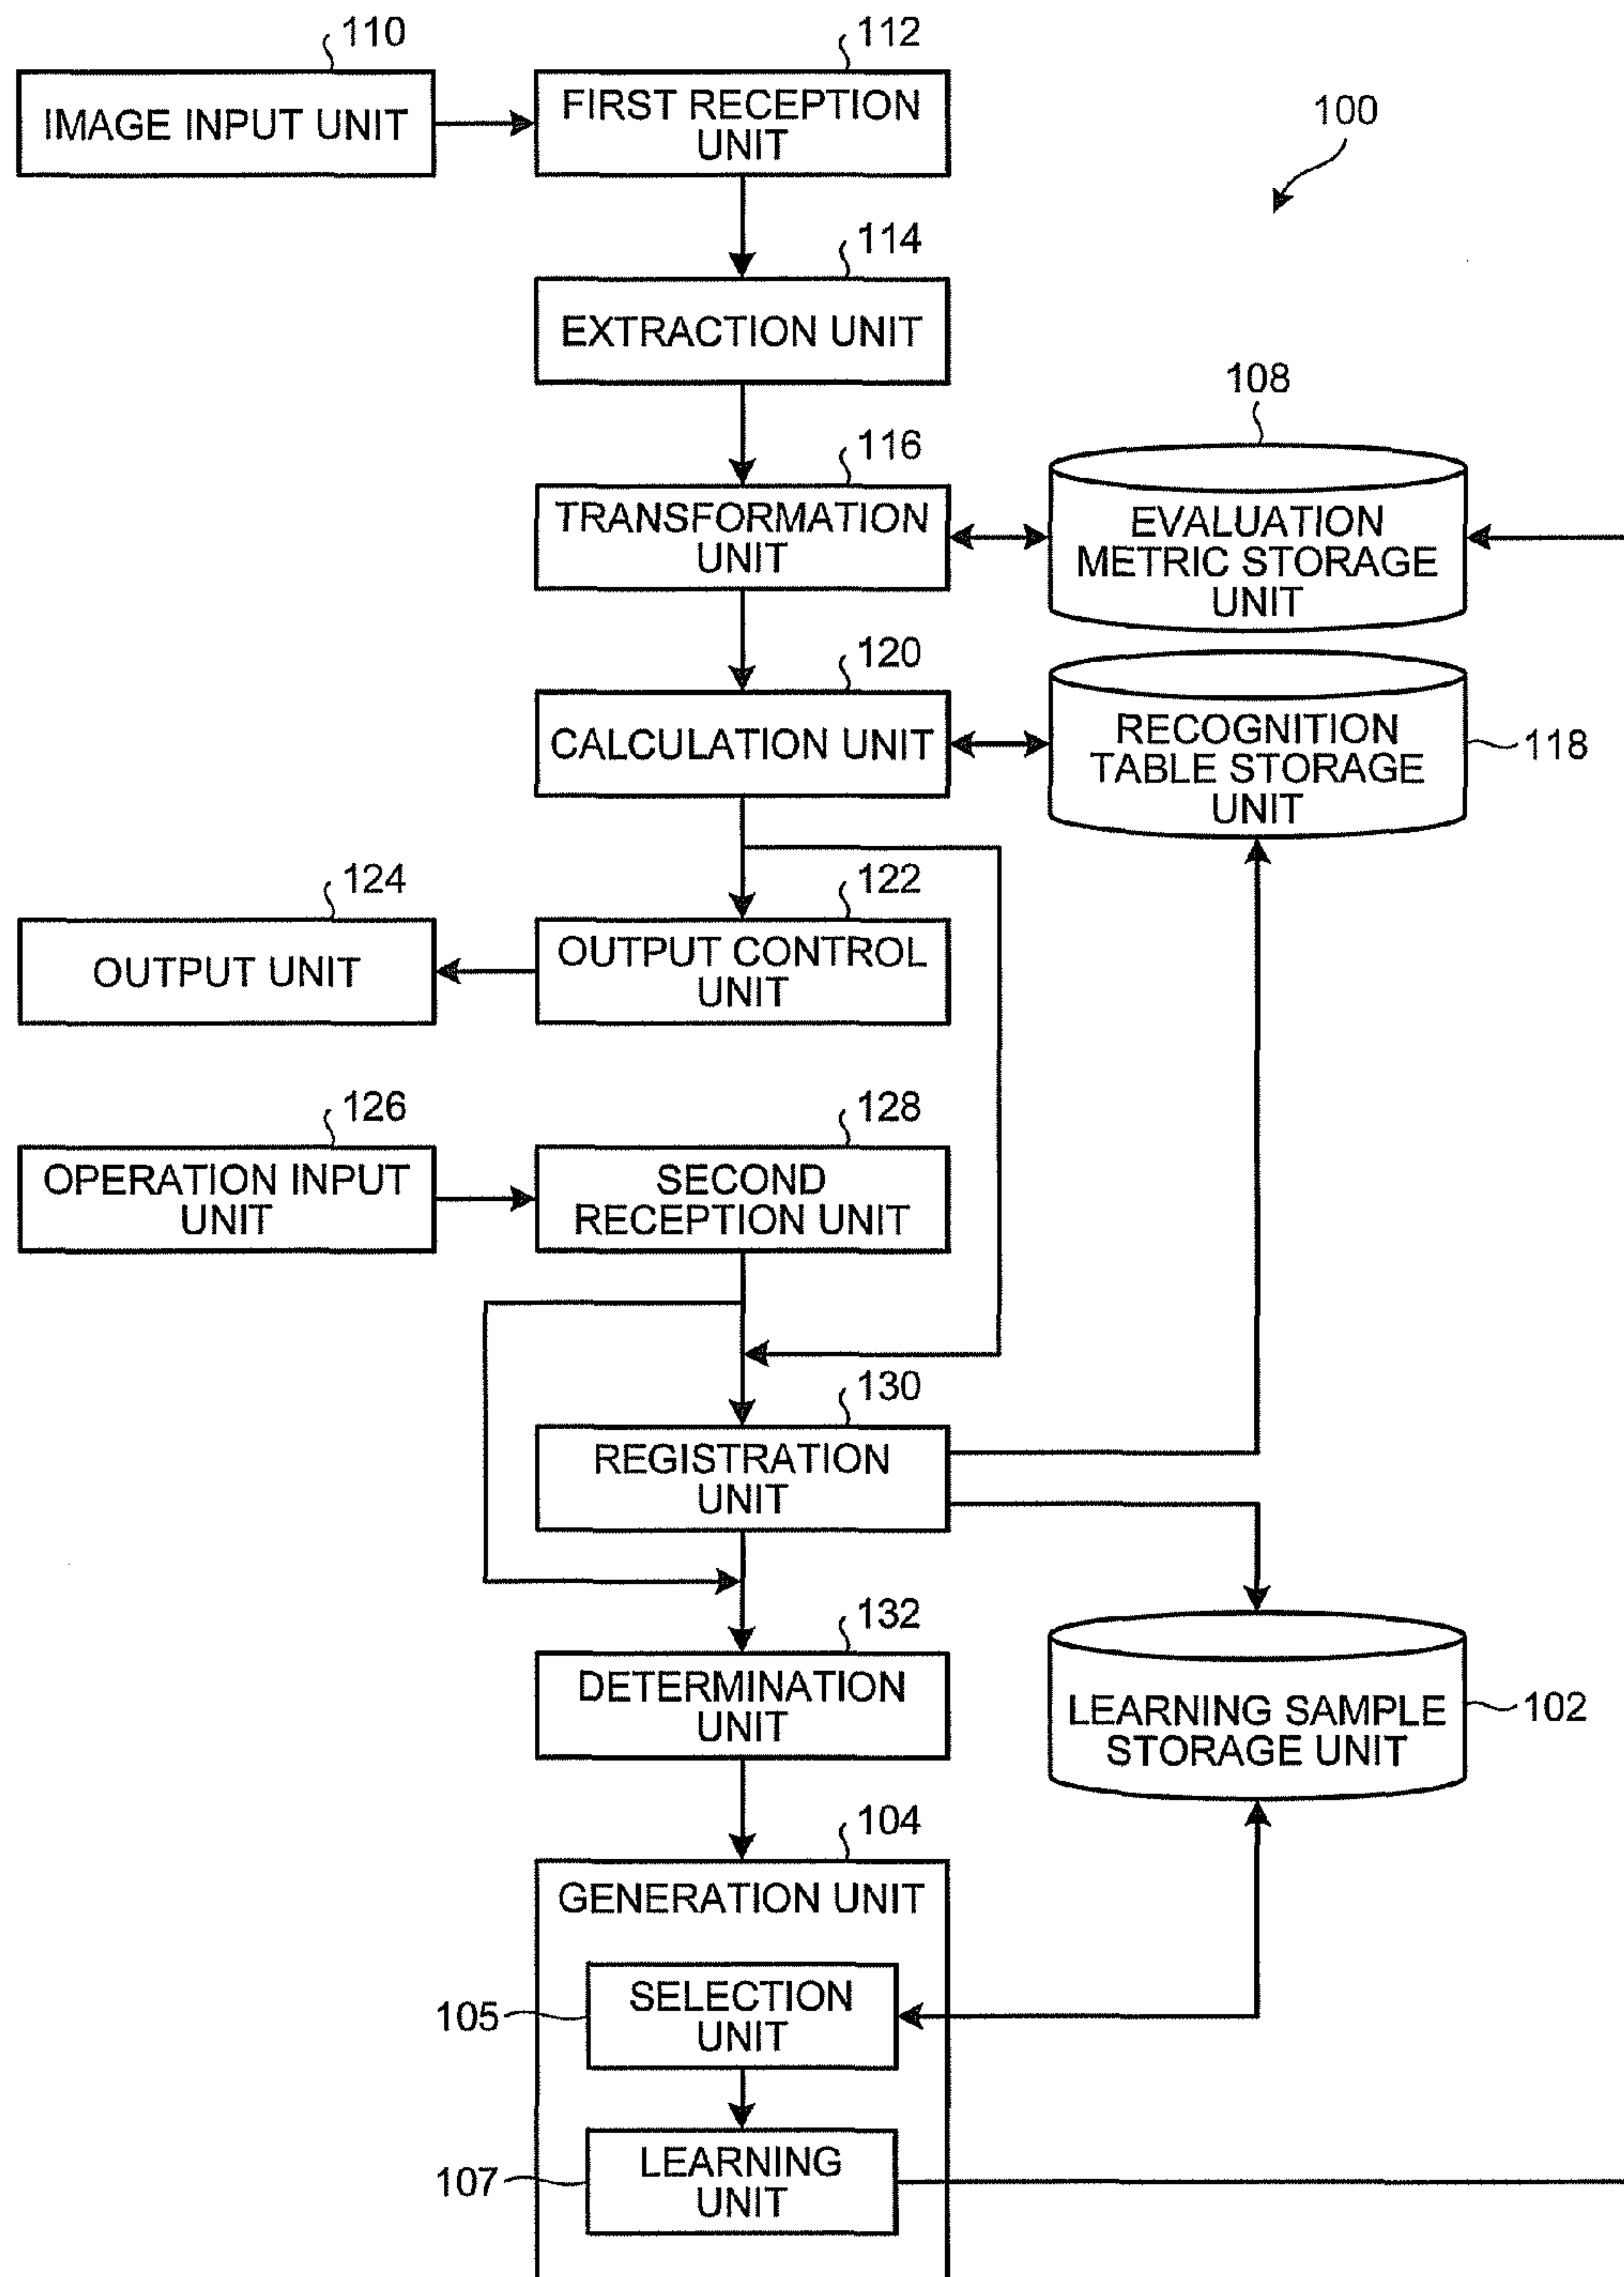 110
IMAGE INPUT UNIT
112
FIRST RECEPTION
UNIT
100
114
EXTRACTION UNIT
108
116
TRANSFORMATION
UNIT
EVALUATION
METRIC STORAGE
UNIT
120
CALCULATION UNIT
RECOGNITION
TABLE STORAGE
UNIT
118
124
OUTPUT UNIT
122
OUTPUT CONTROL
UNIT
126
OPERATION INPUT
UNIT
128
SECOND
RECEPTION UNIT
130
REGISTRATION
UNIT
132
DETERMINATION
UNIT
LEARNING SAMPLE
STORAGE UNIT
102
104
GENERATION UNIT
105
SELECTION
UNIT
107
LEARNING
UNIT